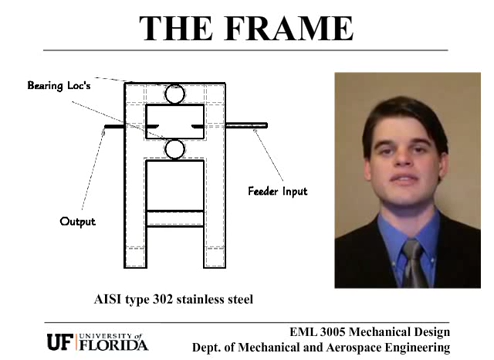 THE FRAME
Bearing Loc's
Feeder Input
Output
AISI type 302 stainless steel
UF UNIVERSITY of
FLORIDA
EML 3005 Mechanical Design
Dept. of Mechanical and Aerospace Engineering